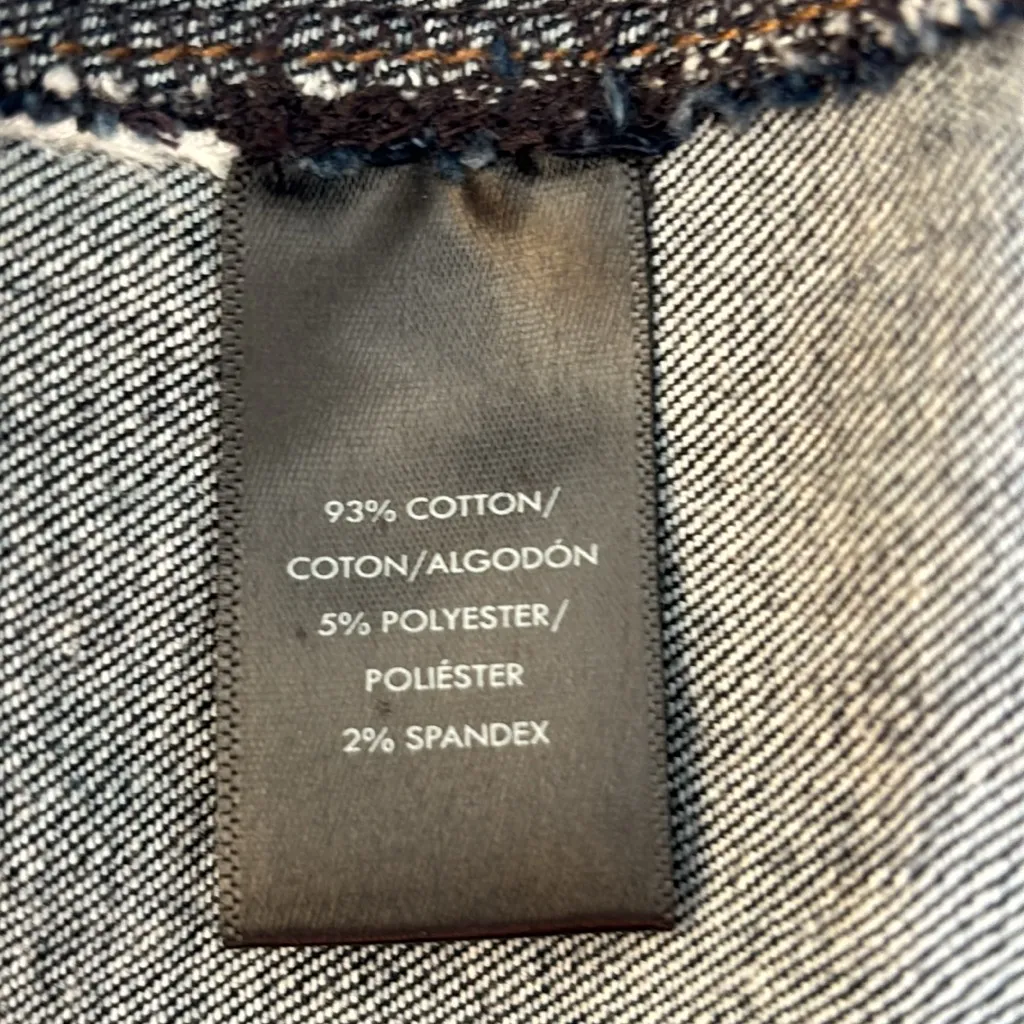 93% COTTON/
COTON/ALGODÓN
5% POLYESTER/
POLIÉSTER
2% SPANDEX